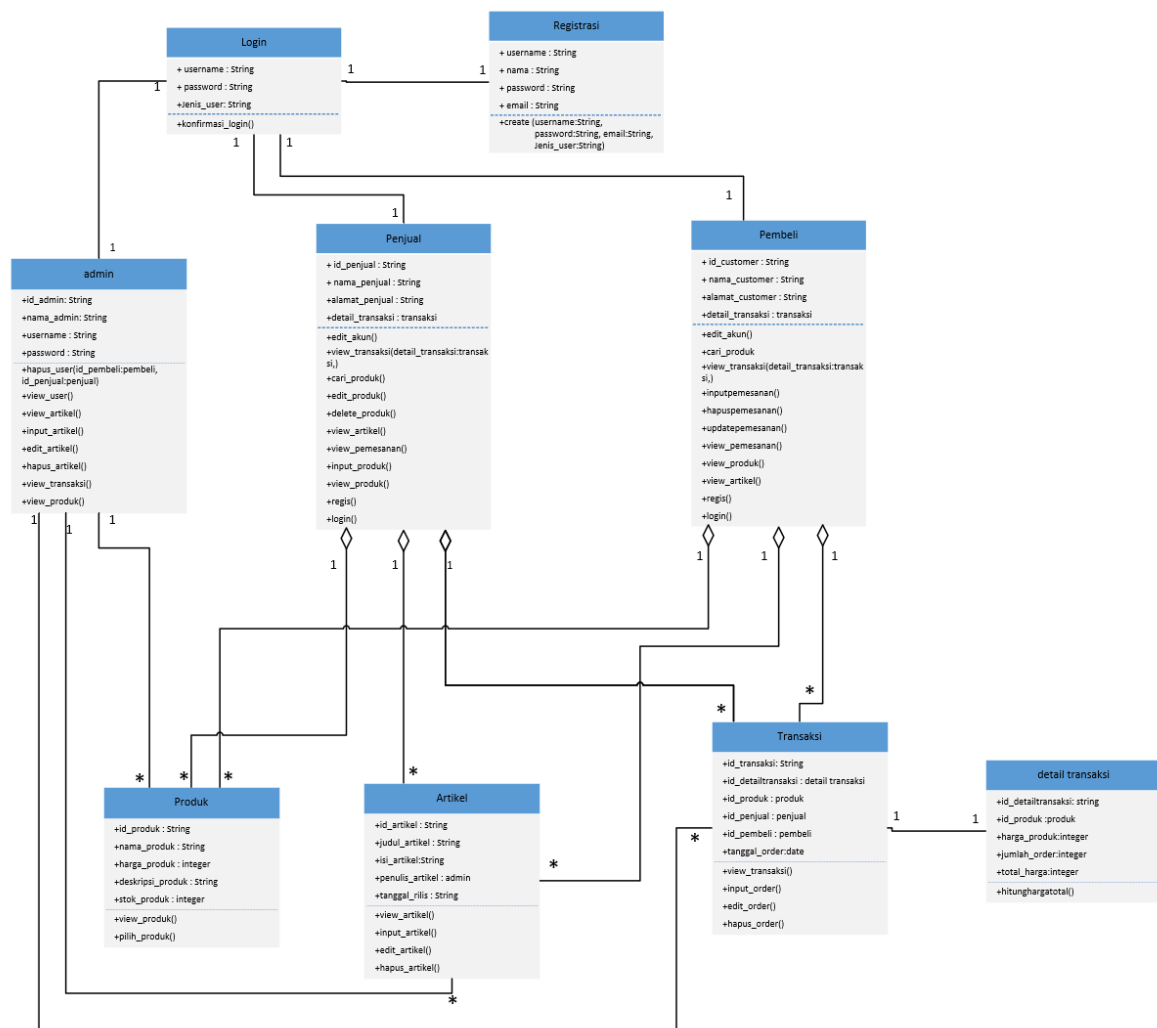 Registrasi
+ username : String
+ nama : String
+ password : String
+ email : String
+create (username:String,
password:String, email:String,
Jenis_user:String)
Login
+ username : String
+ password : String
+Jenis_user: String
+konfirmasi_login()
1
1
1
1
1
1
1
1
Penjual
+ id_penjual : String
+ nama_penjual : String
+alamat_penjual : String
+detail_transaksi : transaksi
+edit_akun()
+view_transaksi(detail_transaksi:transak
si,)
+cari_produk()
+edit_produk()
+delete_produk()
+view_artikel()
+view_pemesanan()
+input_produk()
+view_produk()
+regis()
+login()
Pembeli
+ id_customer : String
+ nama_customer : String
+alamat_customer : String
+detail_transaksi : transaksi
+edit_akun()
+cari_produk
+view_transaksi(detail_transaksi:transak
si,)
+inputpemesanan()
+hapuspemesanan()
+updatepemesanan()
+view_pemesanan()
+view_produk()
+view_artikel()
+regis()
+login()
admin
+id_admin: String
+nama_admin: String
+username : String
+password : String
+hapus_user(id_pembeli:pembeli,
id_penjual:penjual)
+view_user()
+view_artikel()
+input_artikel()
+edit_artikel()
+hapus_artikel()
+view_transaksi()
+view_produk()
1
1
1
1
1
1
1
1
1
*
*
*
*
*
*
*
*
*
Produk
+id_produk : String
+nama_produk : String
+harga_produk : integer
+deskripsi_produk : String
+stok_produk : integer
+view_produk()
+pilih_produk()
Artikel
+id_artikel : String
+judul_artikel : String
+isi_artikel:String
+penulis_artikel : admin
+tanggal_rilis : String
+view_artikel()
+input_artikel()
+edit_artikel()
+hapus_artikel()
Transaksi
+id_transaksi: String
+id_detailtransaksi : detail transaksi
+id_produk : produk
+id_penjual : penjual
+id_pembeli : pembeli
+tanggal_order:date
+view_transaksi()
+input_order()
+edit_order()
+hapus_order()
1
1
detail transaksi
+id_detailtransaksi: string
+id_produk :produk
+harga_produk:integer
+jumlah_order:integer
+total_harga:integer
+hitunghargatotal()